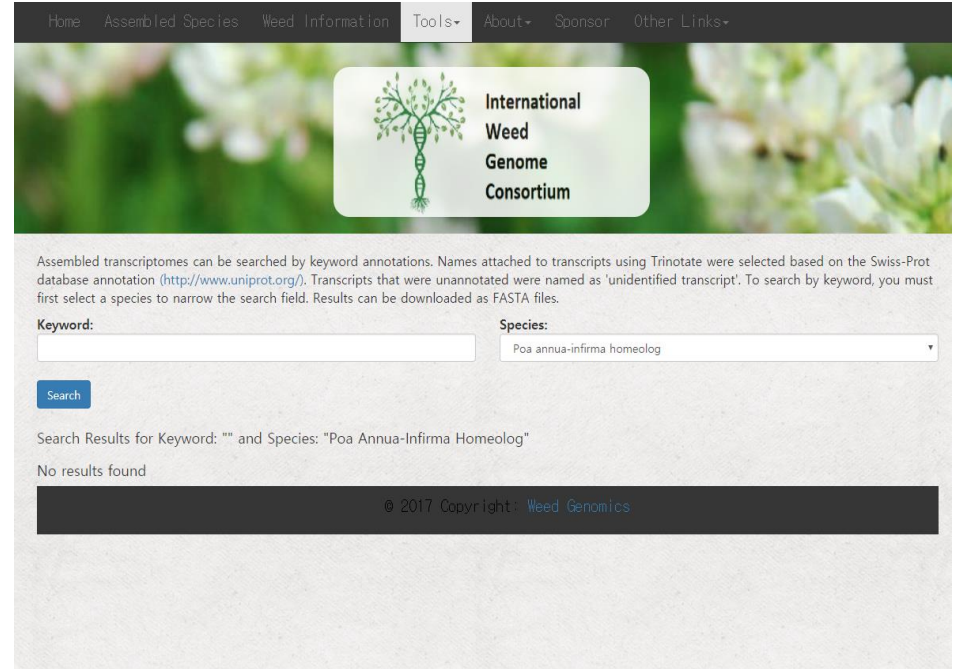 Home Assembled Species Weed Information Tools About Sponsor Other Links
International
Weed
Genome
Consortium
Assembled transcriptomes can be searched by keyword annotations. Names attached to transcripts using Trinotate were selected based on the Swiss-Prot
database annotation (http://www.uniprot.org/). Transcripts that were unannotated were named as 'unidentified transcript'. To search by keyword, you must
first select a species to narrow the search field. Results can be downloaded as FASTA files.
Keyword: Species:
Poa annua-infirma homeolog
Search
Search Results for Keyword: "" and Species: "Poa Annua-Infirma Homeolog"
No results found
© 2017 Copyright: Weed Genomics